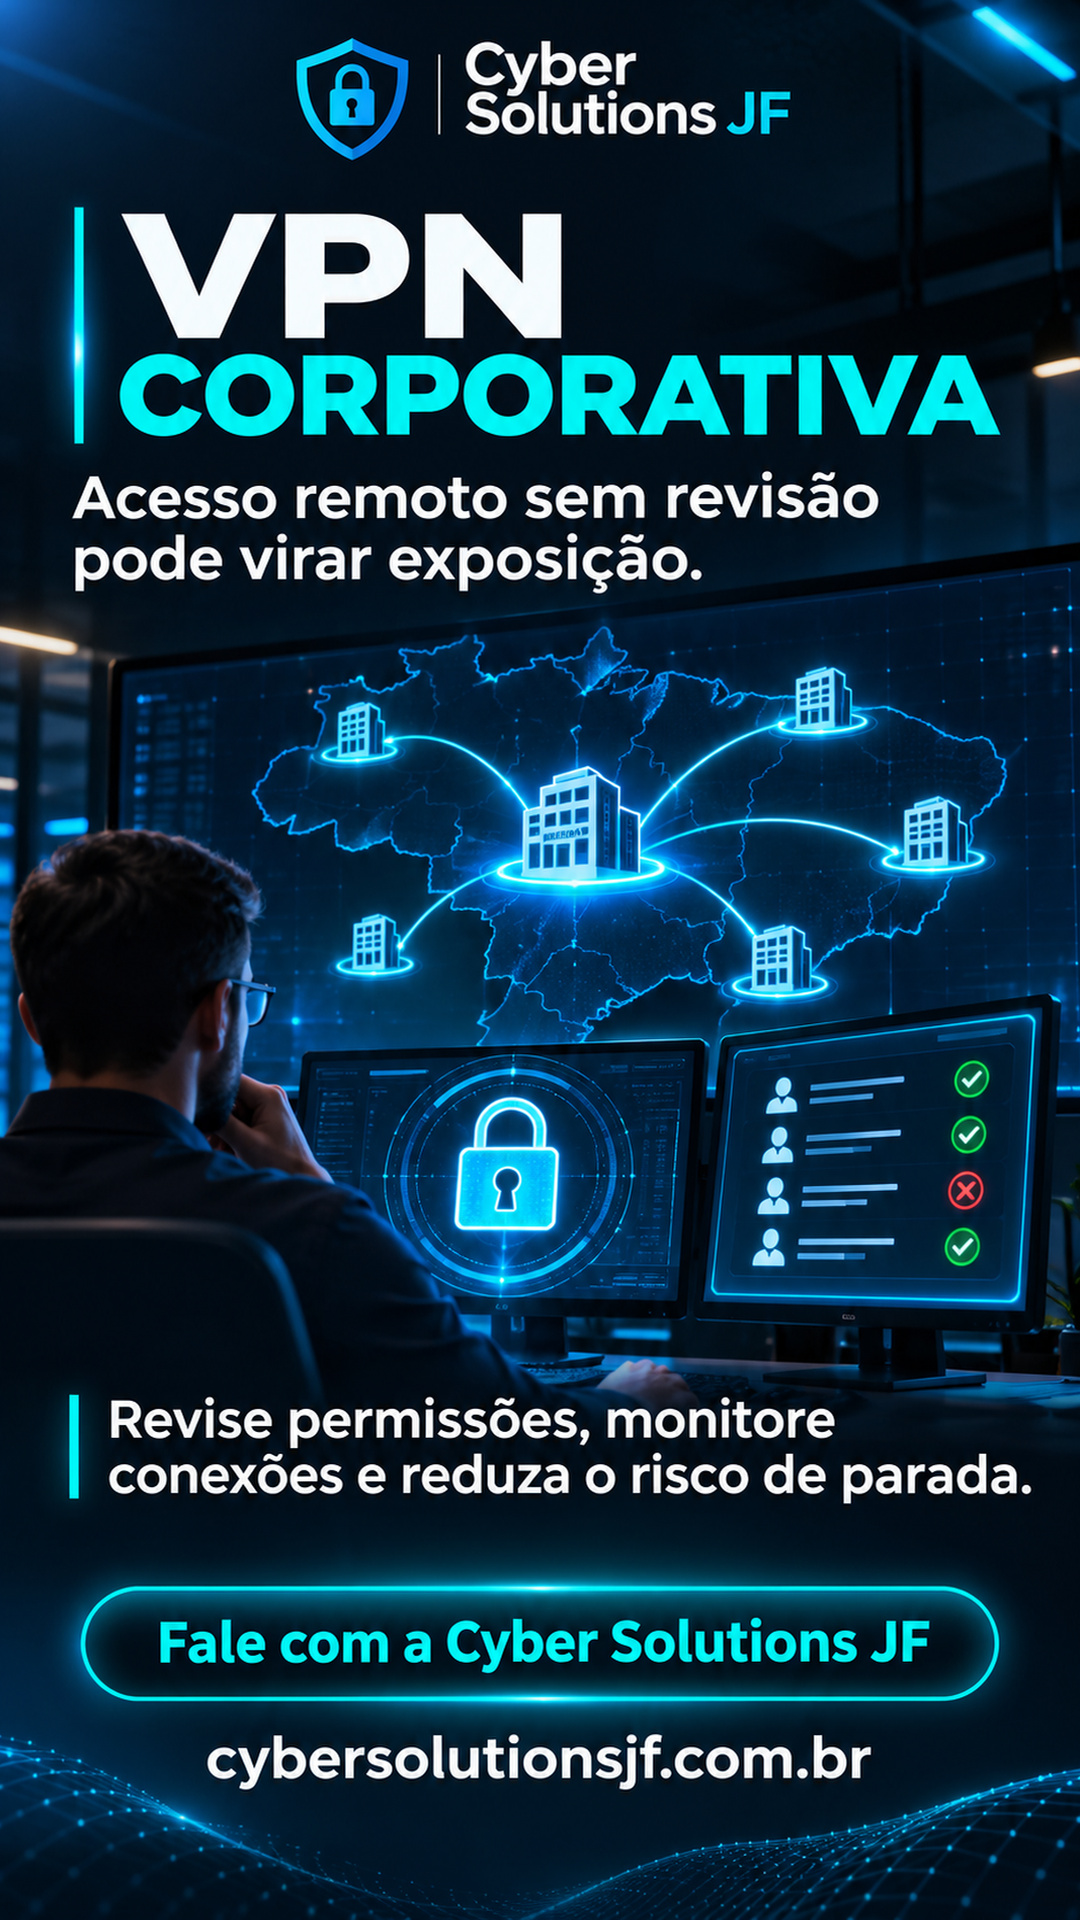 Cyber
Solutions JF
VPN
CORPORATIVA
Acesso remoto sem revisão
pode virar exposição.
Revise permissões, monitore
conexões e reduza o risco de parada.
Fale com a Cyber Solutions JF
cybersolutionsjf.com.br